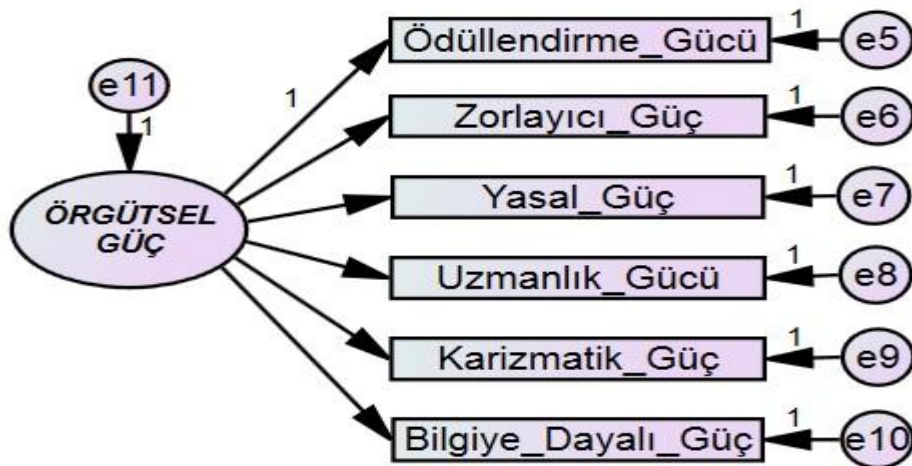 Ödüllendirme_Gücü
1
e5
e11
1
1
Zorlayıcı_Güç
1
e6
ÖRGÜTSEL
GÜÇ
Yasal_Güç
1
e7
Uzmanlık_Gücü
1
e8
Karizmatik_Güç
1
e9
Bilgiye_Dayalı_Güç
1
e10